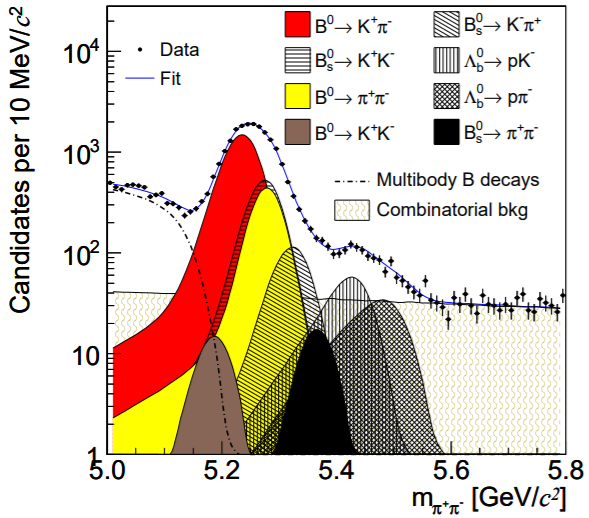 Candidates per 10 MeV/c²
10⁴
10³
10²
10
1
Data
Fit
B⁰→ K⁺π⁻
B⁰ₛ→ K⁺K⁻
B⁰→ π⁺π⁻
B⁰→ K⁺K⁻
B⁰ₛ→ K⁻π⁺
Λ⁰b→ pK⁻
Λ⁰b→ pπ⁻
B⁰ₛ→ π⁺π⁻
Multibody B decays
Combinatorial bkg
5.0 5.2 5.4 5.6 5.8
mπ⁺π⁻ [GeV/c²]